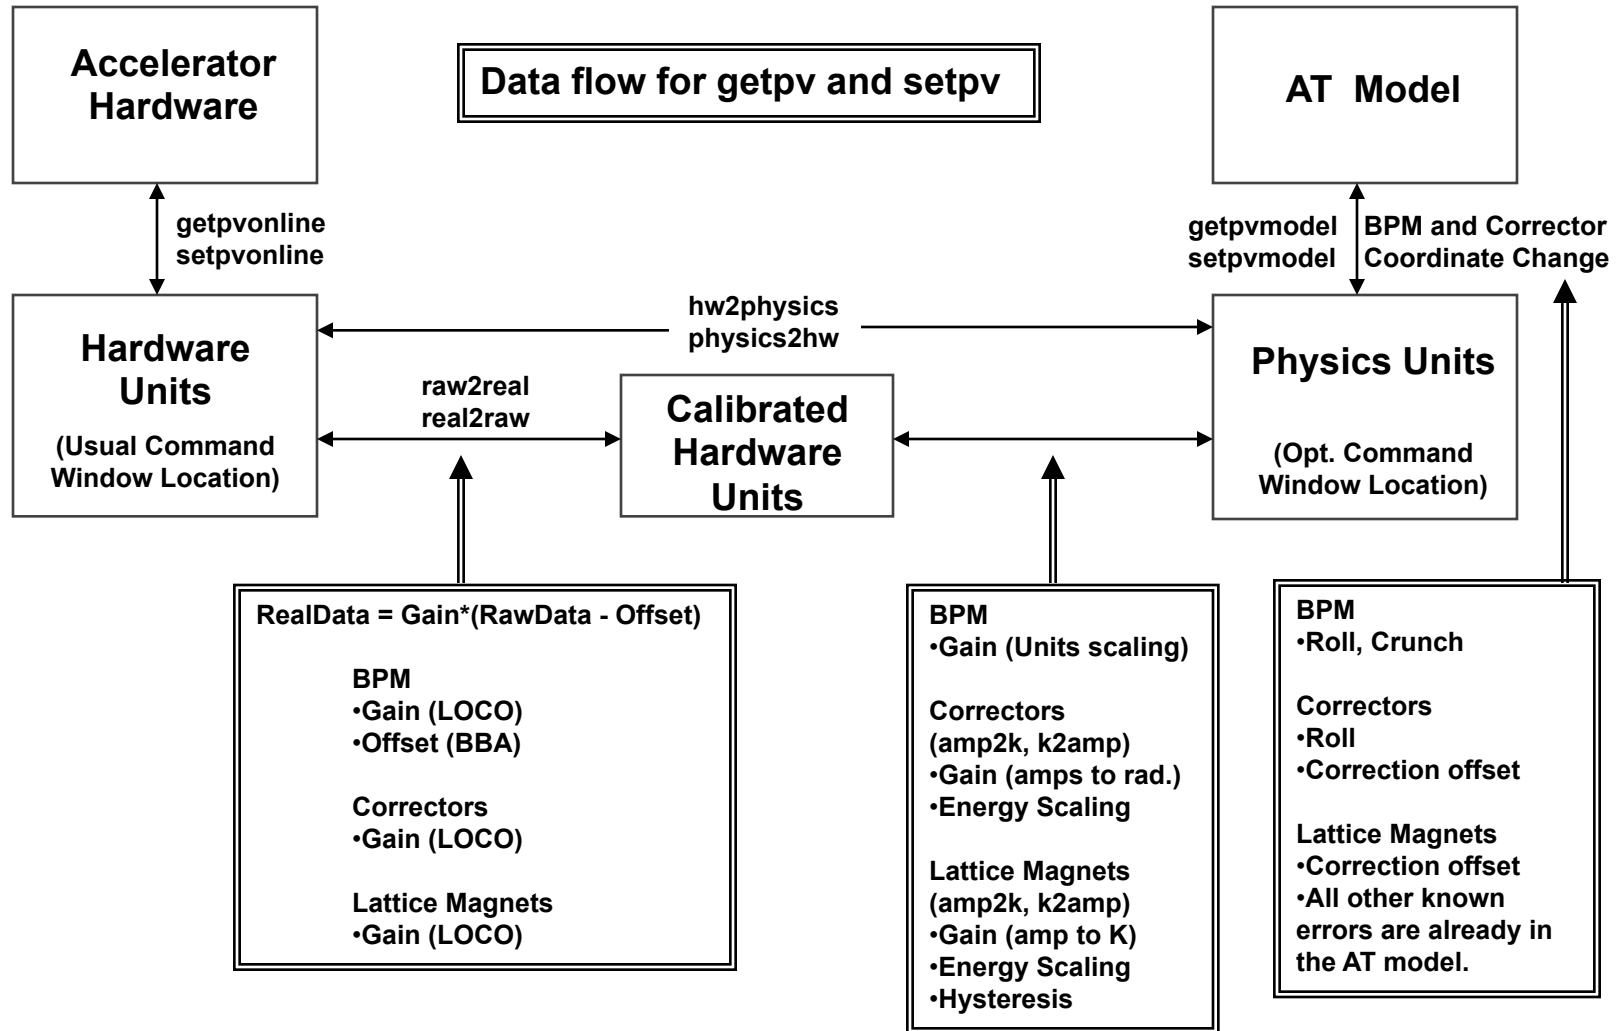 Accelerator
Hardware
Data flow for getpv and setpv
AT Model
getpvonline
setpvonline
getpvmodel
setpvmodel
BPM and Corrector
Coordinate Change
hw2physics
physics2hw
Hardware
Units
(Usual Command
Window Location)
raw2real
real2raw
Calibrated
Hardware
Units
Physics Units
(Opt. Command
Window Location)
RealData = Gain*(RawData - Offset)
BPM
•Gain (LOCO)
•Offset (BBA)
Correctors
•Gain (LOCO)
Lattice Magnets
•Gain (LOCO)
BPM
•Gain (Units scaling)
Correctors
(amp2k, k2amp)
•Gain (amps to rad.)
•Energy Scaling
Lattice Magnets
(amp2k, k2amp)
•Gain (amp to K)
•Energy Scaling
•Hysteresis
BPM
•Roll, Crunch
Correctors
•Roll
•Correction offset
Lattice Magnets
•Correction offset
•All other known
errors are already in
the AT model.